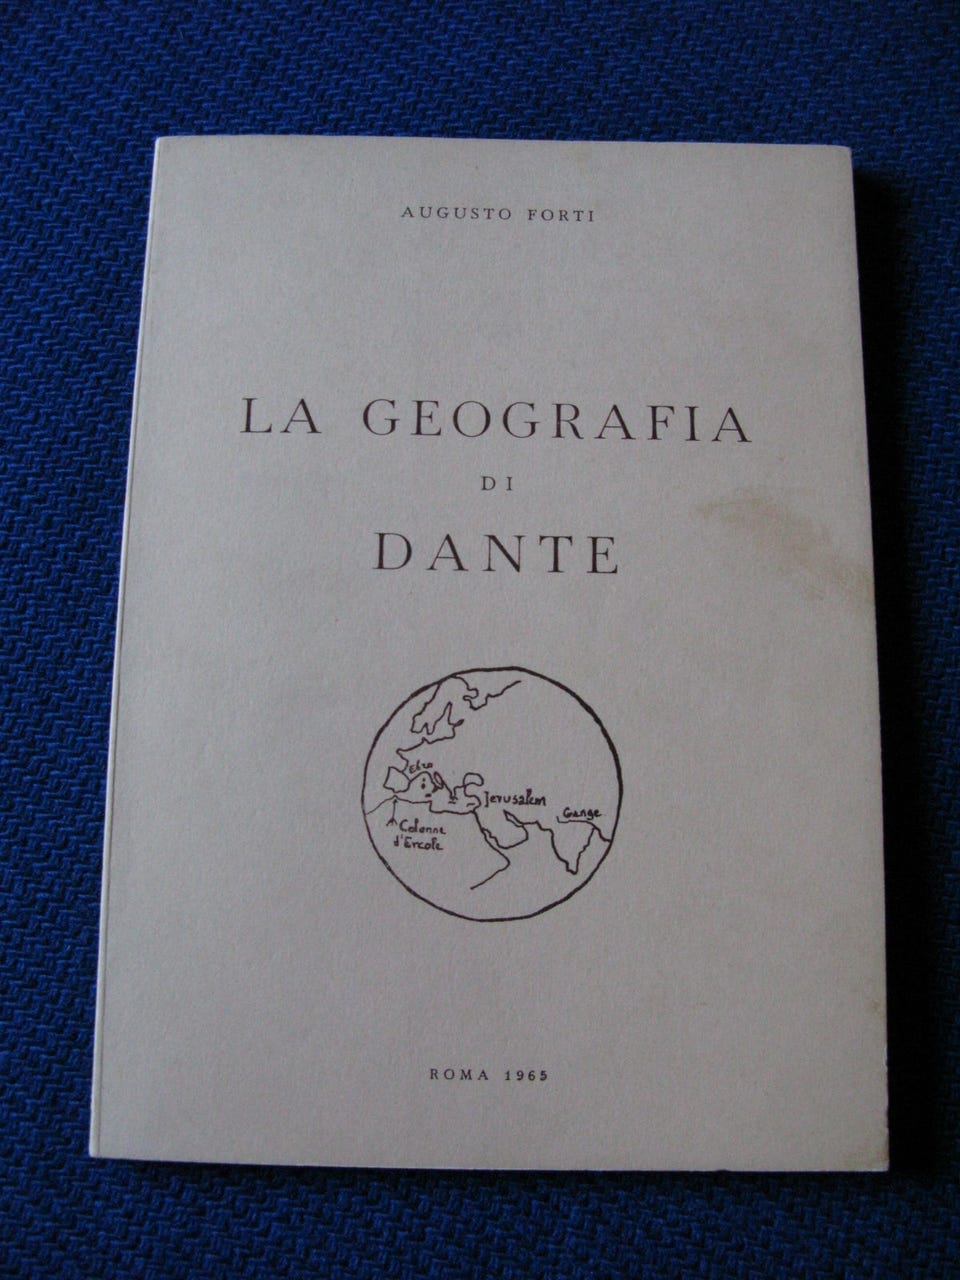 AUGUSTO FORTI
LA GEOGRAFIA
DI
DANTE
Ebro
Jerusalem
Gange
Colonne
d'Ercole
ROMA 1965